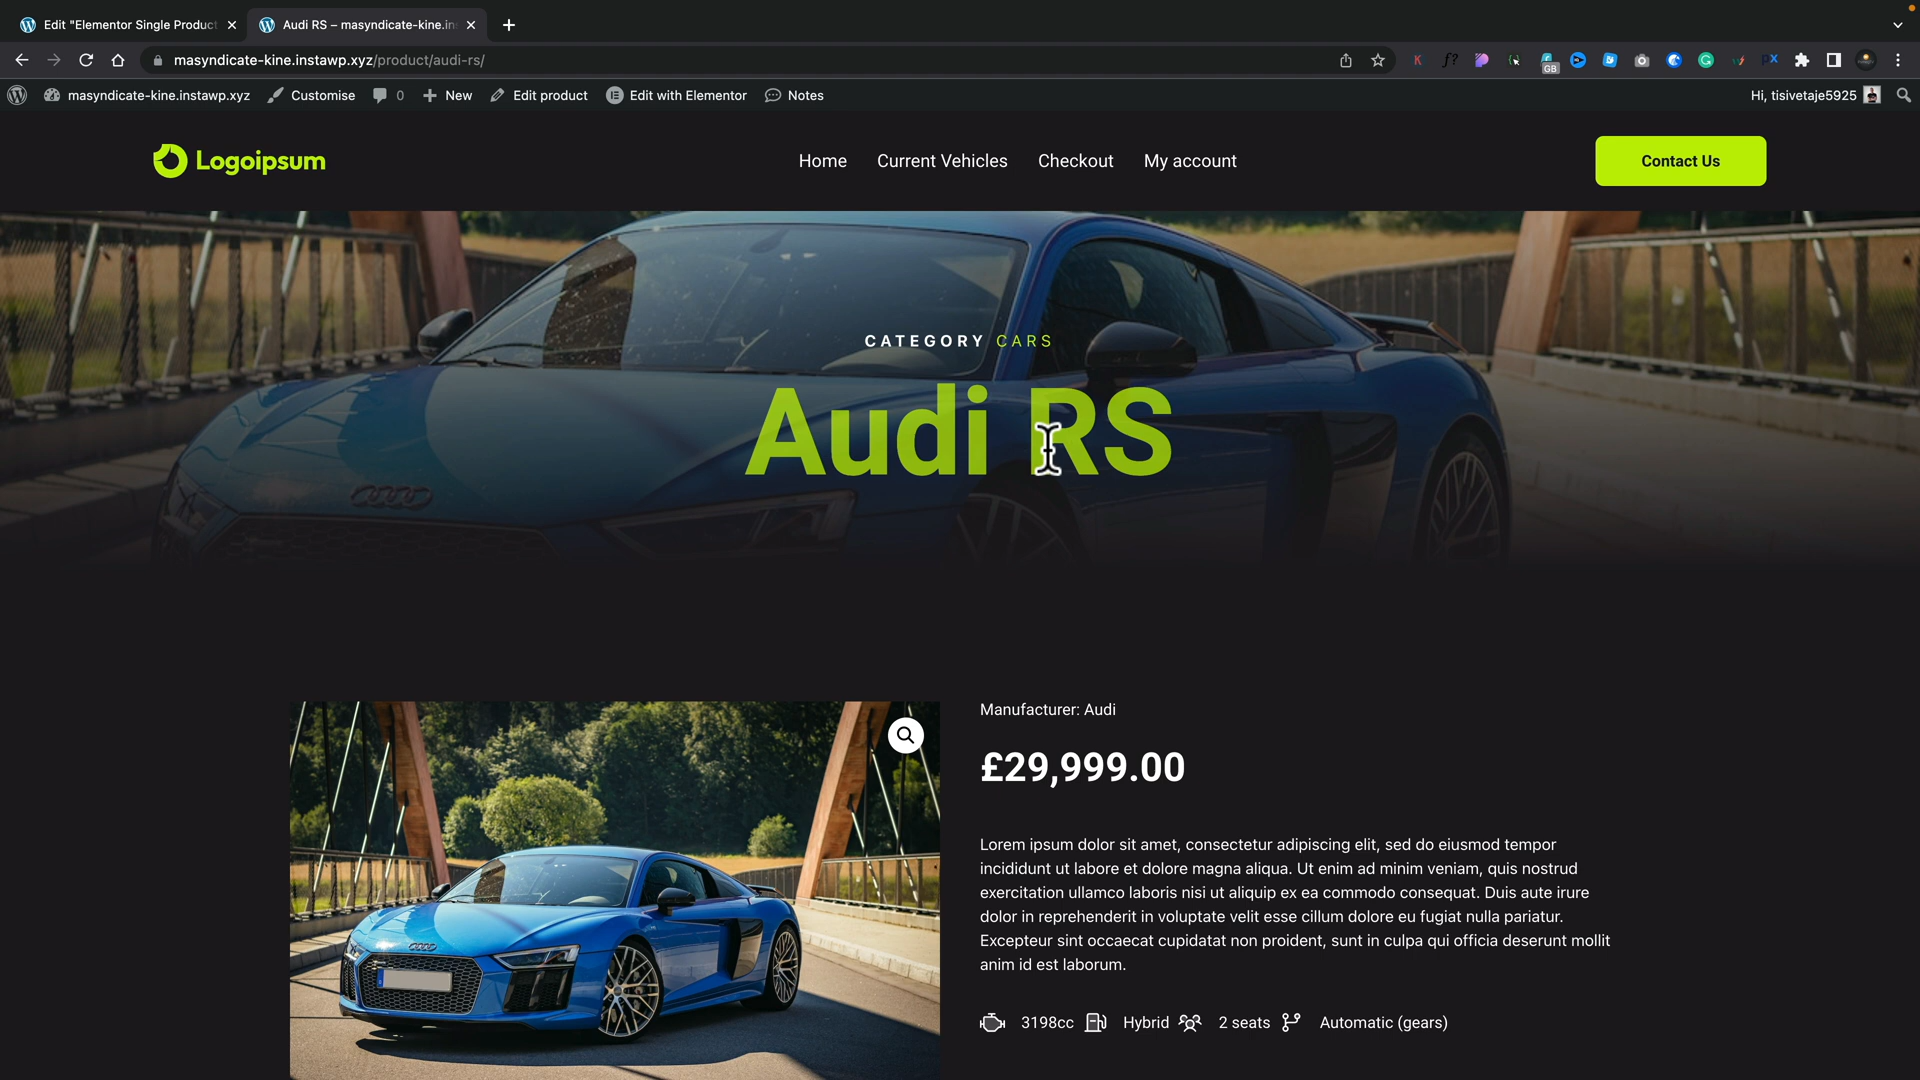 Edit "Elementor Single Product
Audi RS – masyndicate-kine.in
masyndicate-kine.instawp.xyz/product/audi-rs/
GB
masyndicate-kine.instawp.xyz
Customise
0
New
Edit product
Edit with Elementor
Notes
Hi, tisivetaje5925
Logoipsum
Home
Current Vehicles
Checkout
My account
Contact Us
CATEGORY CARS
Audi RS
Manufacturer: Audi
£29,999.00
Lorem ipsum dolor sit amet, consectetur adipiscing elit, sed do eiusmod tempor
incididunt ut labore et dolore magna aliqua. Ut enim ad minim veniam, quis nostrud
exercitation ullamco laboris nisi ut aliquip ex ea commodo consequat. Duis aute irure
dolor in reprehenderit in voluptate velit esse cillum dolore eu fugiat nulla pariatur.
Excepteur sint occaecat cupidatat non proident, sunt in culpa qui officia deserunt mollit
anim id est laborum.
3198cc
Hybrid
2 seats
Automatic (gears)